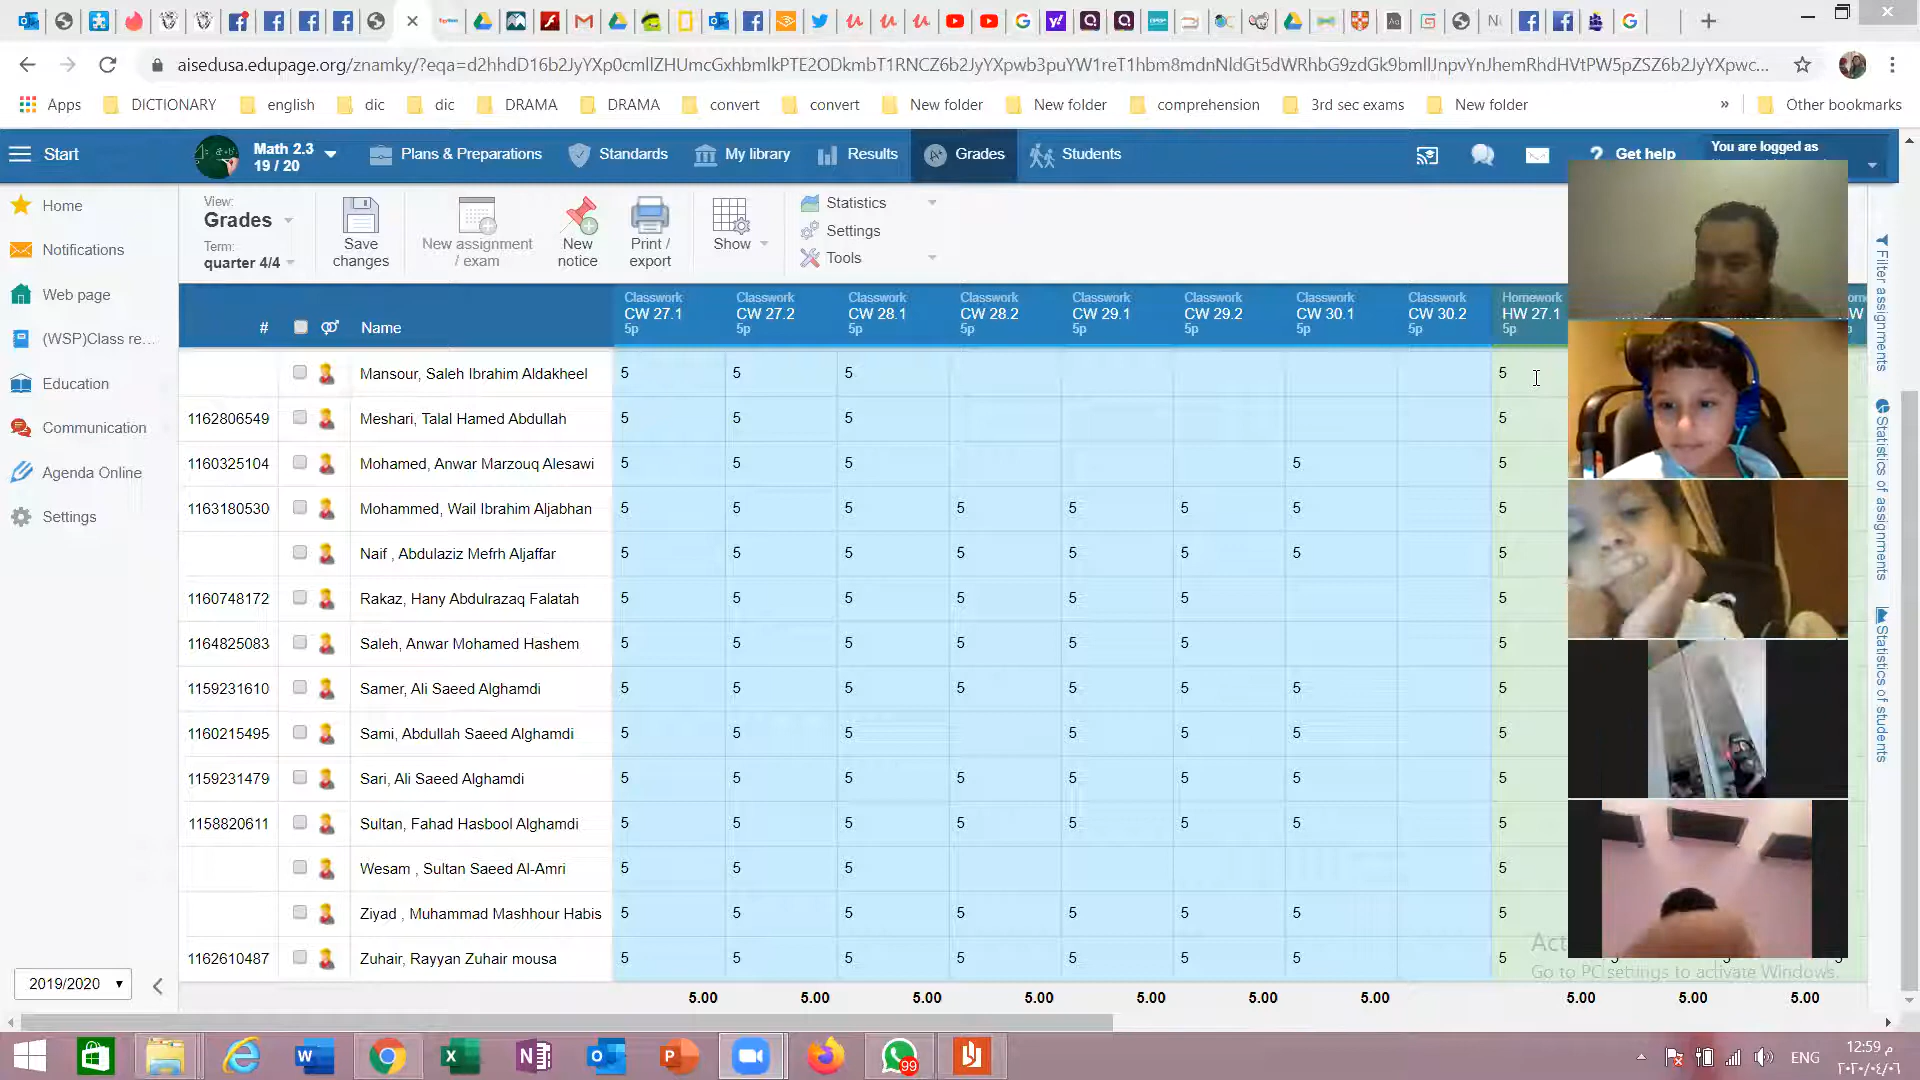 aisedusa.edupage.org/znamky/?eqa=d2hhdD16b2JyYXp0cmllZHUmcGxhbmlkPTE2ODkmbT1RNCZ6b2JyYXpwb3puYW1reT1hbm8mdnNldGt5dWRhbG9zdGk9bmllJnpvYnJhemRhdHVtPW5pZSZ6b2JyYXpwc...
Apps DICTIONARY english dic dic DRAMA DRAMA convert convert New folder New folder comprehension 3rd sec exams New folder » Other bookmarks
Start Math 2.3 Plans & Preparations Standards My library Results Grades Students ? Get help You are logged as
19 / 20
Home
Notifications
Web page
(WSP)Class re...
Education
Communication
Agenda Online
Settings
2019/2020
View:
Grades
Term:
quarter 4/4
Save changes
New assignment / exam
New notice
Print / export
Show
Statistics
Settings
Tools
# Name
Classwork CW 27.1 5p
Classwork CW 27.2 5p
Classwork CW 28.1 5p
Classwork CW 28.2 5p
Classwork CW 29.1 5p
Classwork CW 29.2 5p
Classwork CW 30.1 5p
Classwork CW 30.2 5p
Homework HW 27.1 5p
Mansour, Saleh Ibrahim Aldakheel 5 5 5 5
1162806549 Meshari, Talal Hamed Abdullah 5 5 5 5
1160325104 Mohamed, Anwar Marzouq Alesawi 5 5 5 5 5
1163180530 Mohammed, Wail Ibrahim Aljabhan 5 5 5 5 5 5 5 5
Naif , Abdulaziz Mefrh Aljaffar 5 5 5 5 5 5 5 5
1160748172 Rakaz, Hany Abdulrazaq Falatah 5 5 5 5 5 5 5
1164825083 Saleh, Anwar Mohamed Hashem 5 5 5 5 5 5 5
1159231610 Samer, Ali Saeed Alghamdi 5 5 5 5 5 5 5 5
1160215495 Sami, Abdullah Saeed Alghamdi 5 5 5 5 5 5 5
1159231479 Sari, Ali Saeed Alghamdi 5 5 5 5 5 5 5 5
1158820611 Sultan, Fahad Hasbool Alghamdi 5 5 5 5 5 5 5 5
Wesam , Sultan Saeed Al-Amri 5 5 5 5
Ziyad , Muhammad Mashhour Habis 5 5 5 5 5 5 5 5
1162610487 Zuhair, Rayyan Zuhair mousa 5 5 5 5 5 5 5 5
5.00 5.00 5.00 5.00 5.00 5.00 5.00 5.00 5.00 5.00
Filter assignments
Statistics of assignments
Statistics of students
Go to PC settings to activate Windows.
99
ENG
12:59 م
٢٠٢٠/٠٤/٠٦